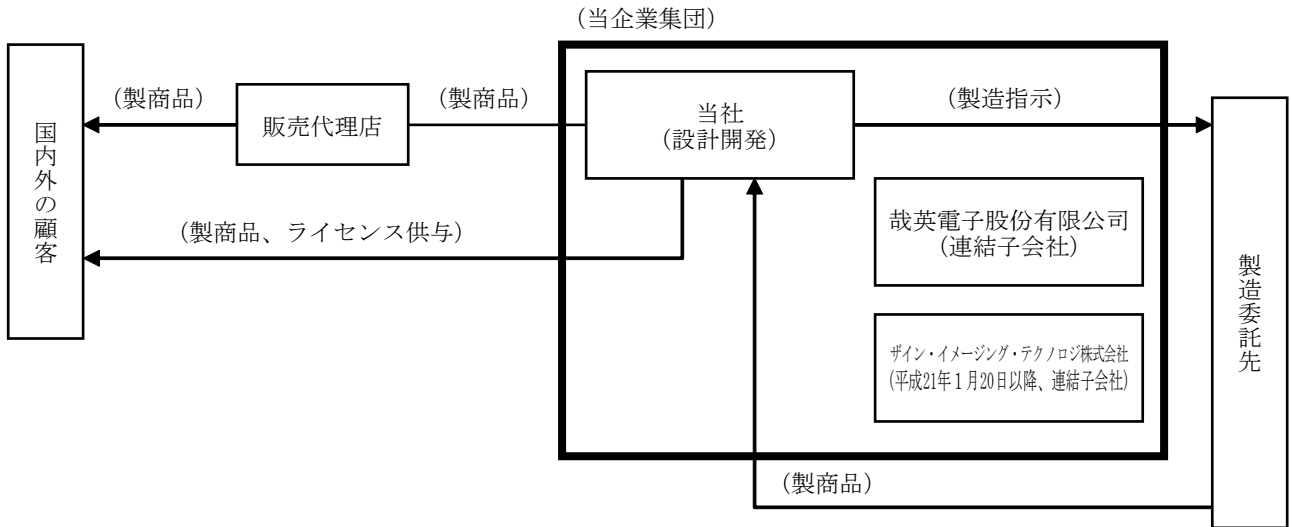 (当企業集団)
国内外の顧客
(製商品)
販売代理店
(製商品)
当社
(設計開発)
(製造指示)
製造委託先
(製商品、ライセンス供与)
哉英電子股份有限公司
(連結子会社)
ザイン・イメージング・テクノロジ株式会社
(平成21年1月20日以降、連結子会社)
(製商品)